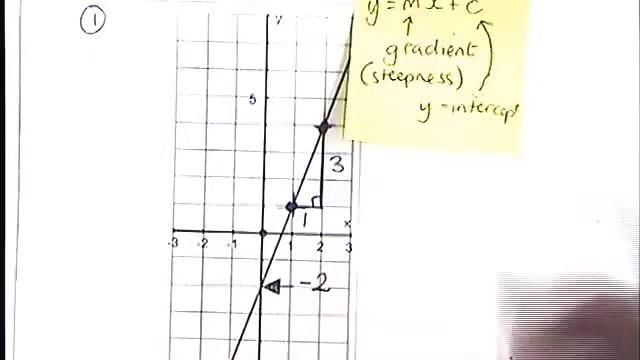 ①
y = mx + c
gradient
(steepness)
y-intercept
y
5
3
1
x
-3 -2 -1 1 2 3
-2